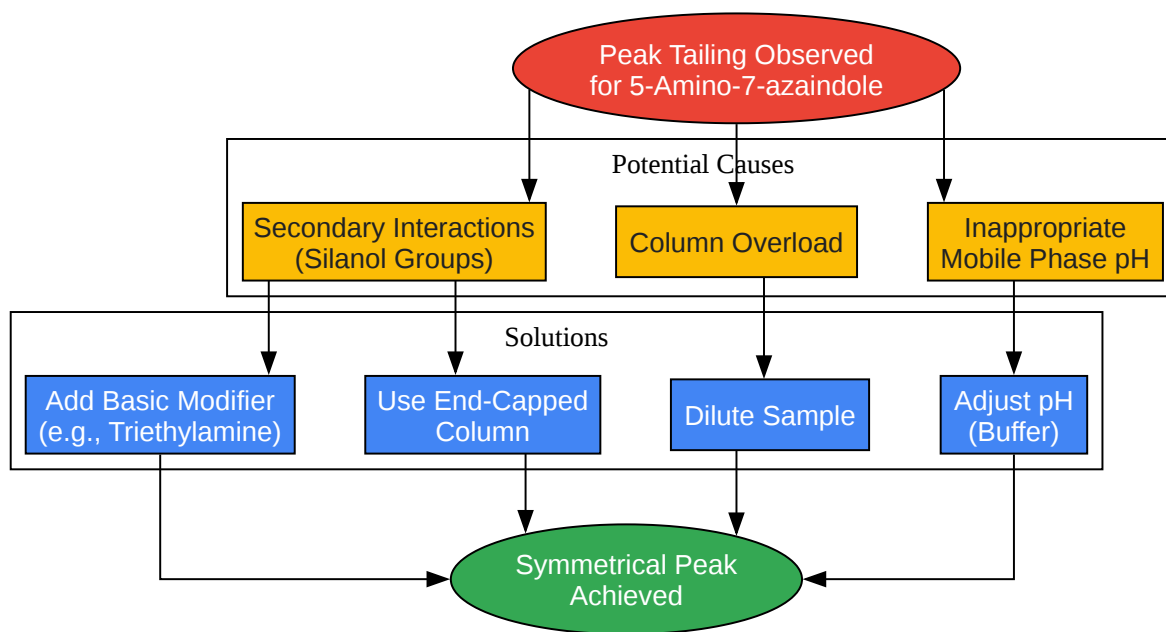 Peak Tailing Observed
for 5-Amino-7-azaindole
Potential Causes
Secondary Interactions
(Silanol Groups)
Column Overload
Inappropriate
Mobile Phase pH
Solutions
Add Basic Modifier
(e.g., Triethylamine)
Use End-Capped
Column
Dilute Sample
Adjust pH
(Buffer)
Symmetrical Peak
Achieved